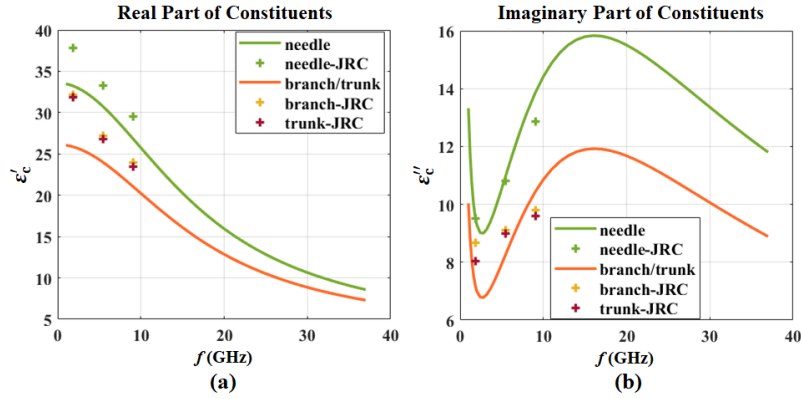 Real Part of Constituents
40
35
30
25
20
15
10
5
0
10
20
30
40
ε′c
f (GHz)
needle
needle-JRC
branch/trunk
branch-JRC
trunk-JRC
(a)
Imaginary Part of Constituents
16
14
12
10
8
6
0
10
20
30
40
ε″c
f (GHz)
needle
needle-JRC
branch/trunk
branch-JRC
trunk-JRC
(b)